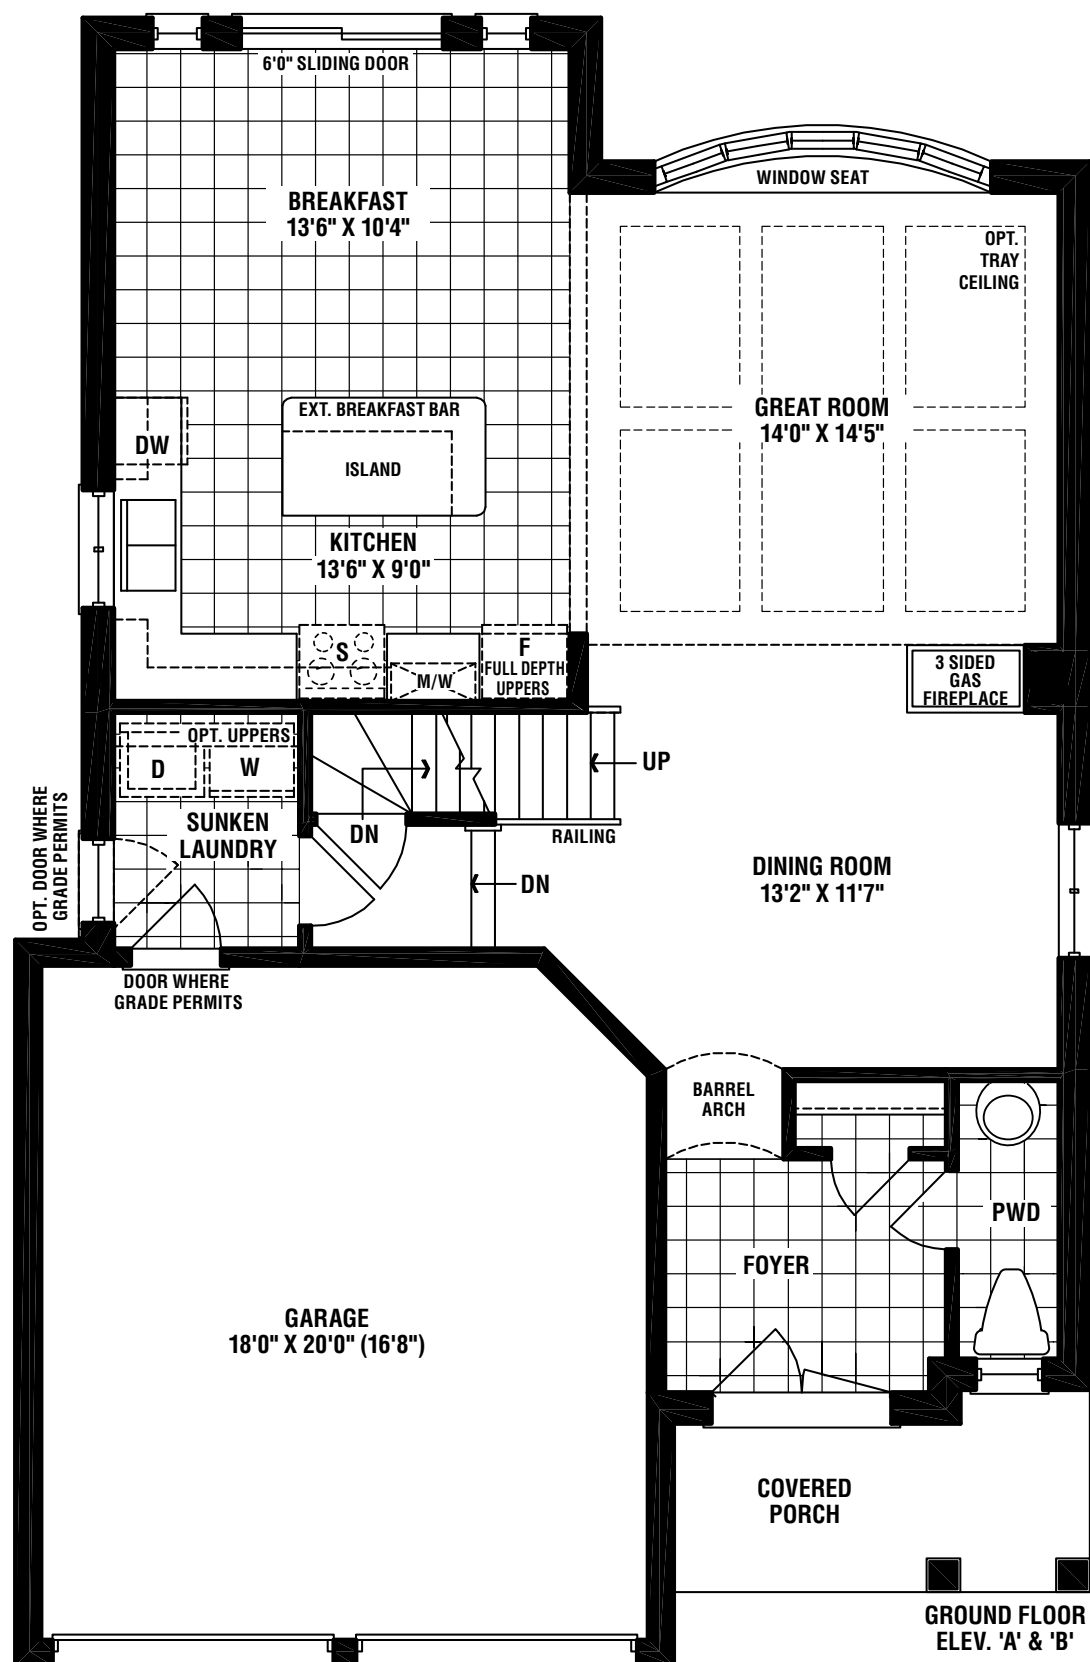 6'0" SLIDING DOOR
WINDOW SEAT
BREAKFAST
13'6" X 10'4"
OPT.
TRAY
CEILING
EXT. BREAKFAST BAR
GREAT ROOM
14'0" X 14'5"
DW
ISLAND
KITCHEN
13'6" X 9'0"
S
M/W
F
FULL DEPTH
UPPERS
3 SIDED
GAS
FIREPLACE
OPT. UPPERS
D
W
UP
OPT. DOOR WHERE
GRADE PERMITS
SUNKEN
LAUNDRY
DN
RAILING
DN
DINING ROOM
13'2" X 11'7"
DOOR WHERE
GRADE PERMITS
BARREL
ARCH
PWD
FOYER
GARAGE
18'0" X 20'0" (16'8")
COVERED
PORCH
GROUND FLOOR
ELEV. 'A' & 'B'